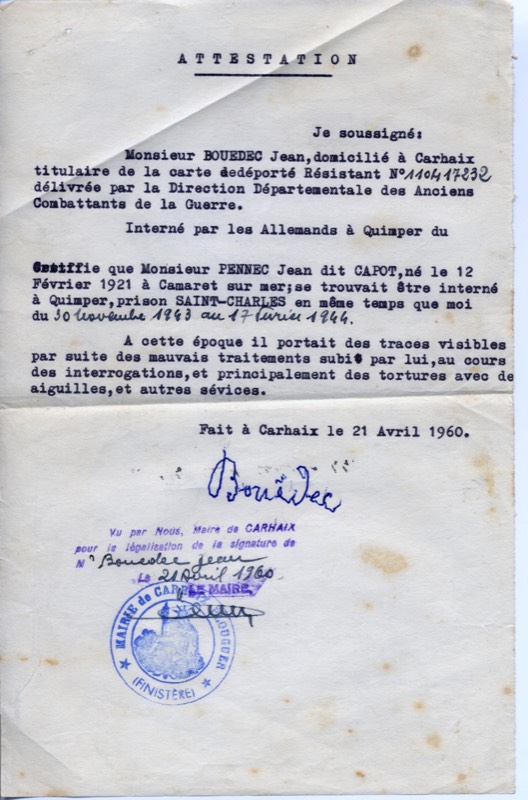 ATTESTATION
Je soussigné:
Monsieur BOUEDEC Jean,domicilié à Carhaix
titulaire de la carte dedéporté Résistant N°110417232
délivrée par la Direction Départementale des Anciens
Combattants de la Guerre.
Interné par les Allemands à Quimper du
Certiffie que Monsieur PENNEC Jean dit CAPOT,né le 12
Février 1921 à Camaret sur mer;se trouvait être interné
à Quimper,prison SAINT-CHARLES en même temps que moi
du 30 Novembre 1943 au 17 février 1944.
A cette époque il portait des traces visibles
par suite des mauvais traitements subit par lui,au cours
des interrogations,et principalement des tortures avec de
aiguilles,et autres sévices.
Fait à Carhaix le 21 Avril 1960.
Bouëdec
Vu par Nous, Maire de CARHAIX
pour la légalisation de la signature de
Mr Bouedec Jean
Le 21 Avril 1960
LE MAIRE,
MAIRIE de CAR OUGUER
(FINISTÈRE)